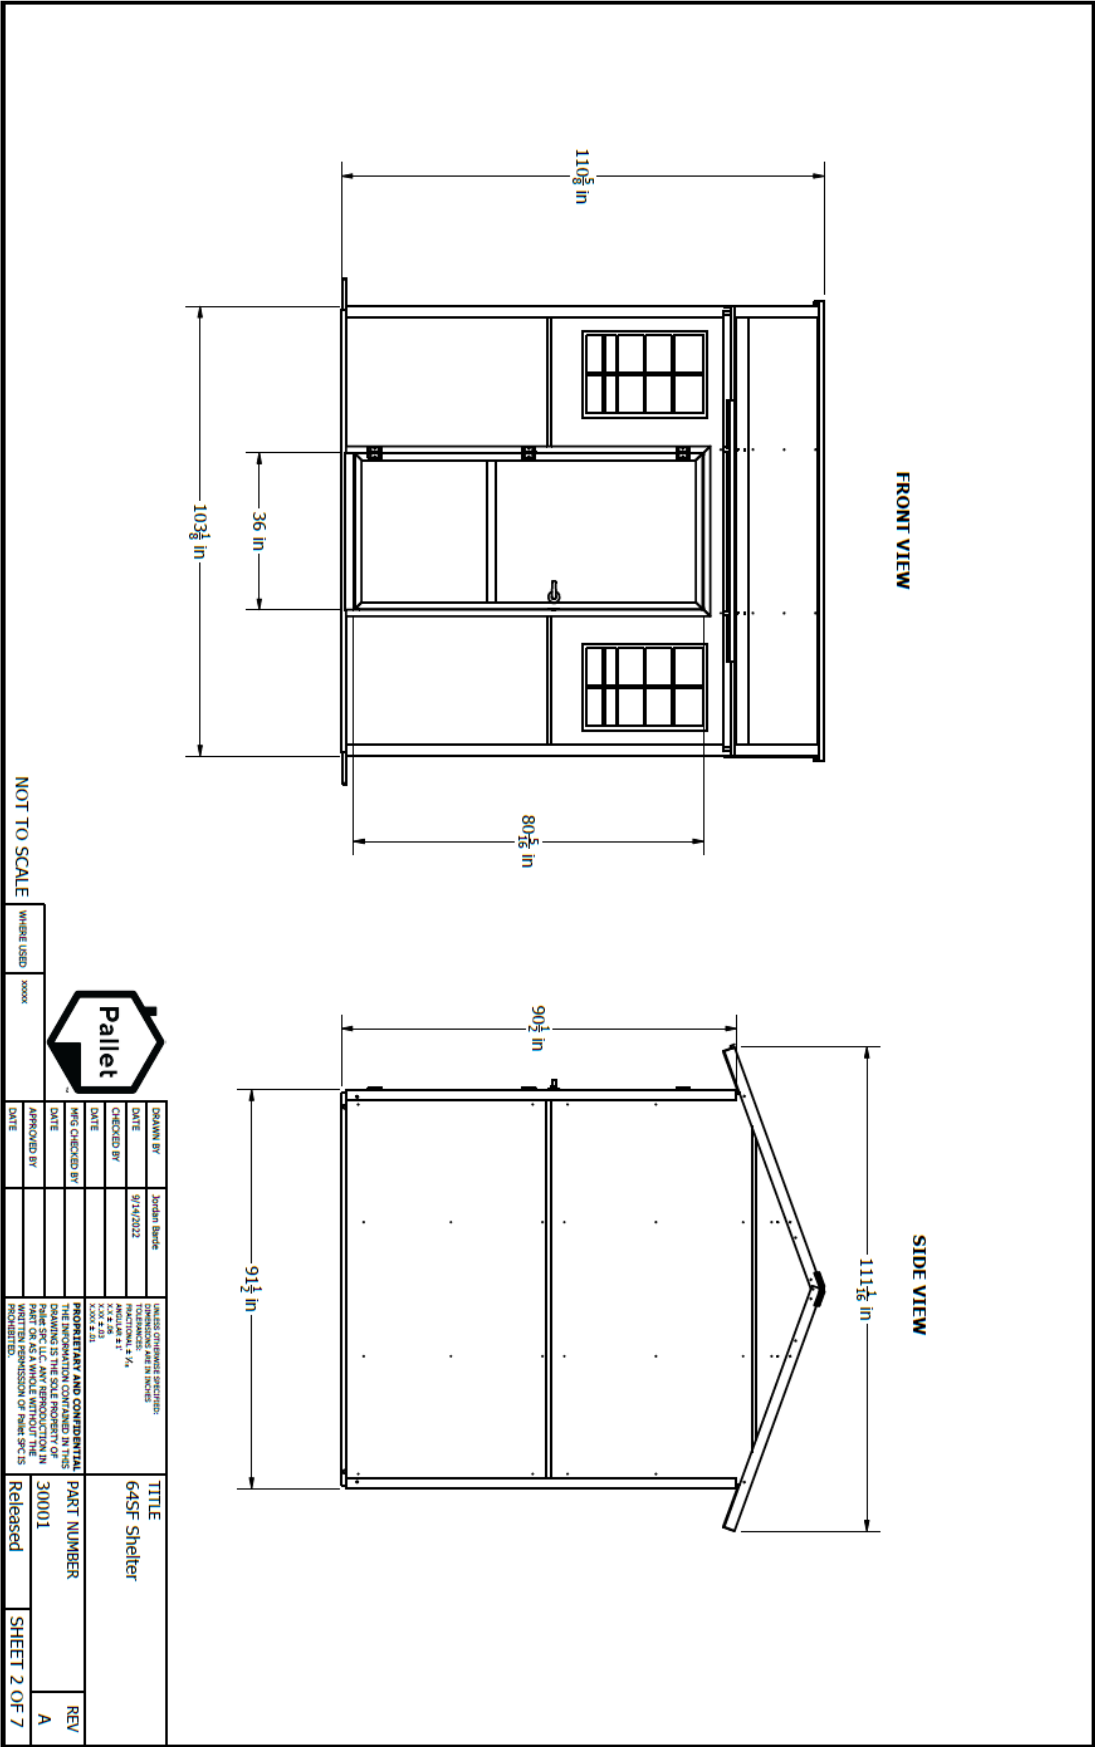 FRONT VIEW
SIDE VIEW
110 5/8 in
103 1/8 in
36 in
80 5/16 in
90 1/2 in
111 1/16 in
91 1/2 in
NOT TO SCALE
WHERE USED
XXXXX
Pallet
DRAWN BY
Jordan Barde
DATE
9/14/2022
CHECKED BY
DATE
MFG CHECKED BY
DATE
APPROVED BY
DATE
UNLESS OTHERWISE SPECIFIED:
DIMENSIONS ARE IN INCHES
TOLERANCES:
FRACTIONAL ±
ANGULAR ± 1°
X.X ± .06
X.XX ± .03
X.XXX ± .01
PROPRIETARY AND CONFIDENTIAL
THE INFORMATION CONTAINED IN THIS
DRAWING IS THE SOLE PROPERTY OF
Pallet SPC LLC. ANY REPRODUCTION IN
PART OR AS A WHOLE WITHOUT THE
WRITTEN PERMISSION OF Pallet SPC IS
PROHIBITED.
TITLE
64SF Shelter
PART NUMBER
30001
REV
A
Released
SHEET 2 OF 7